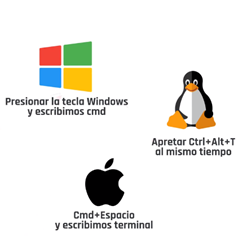 Presionar la tecla Windows
y escribimos cmd
Apretar Ctrl+Alt+T
al mismo tiempo
Cmd+Espacio
y escribimos terminal